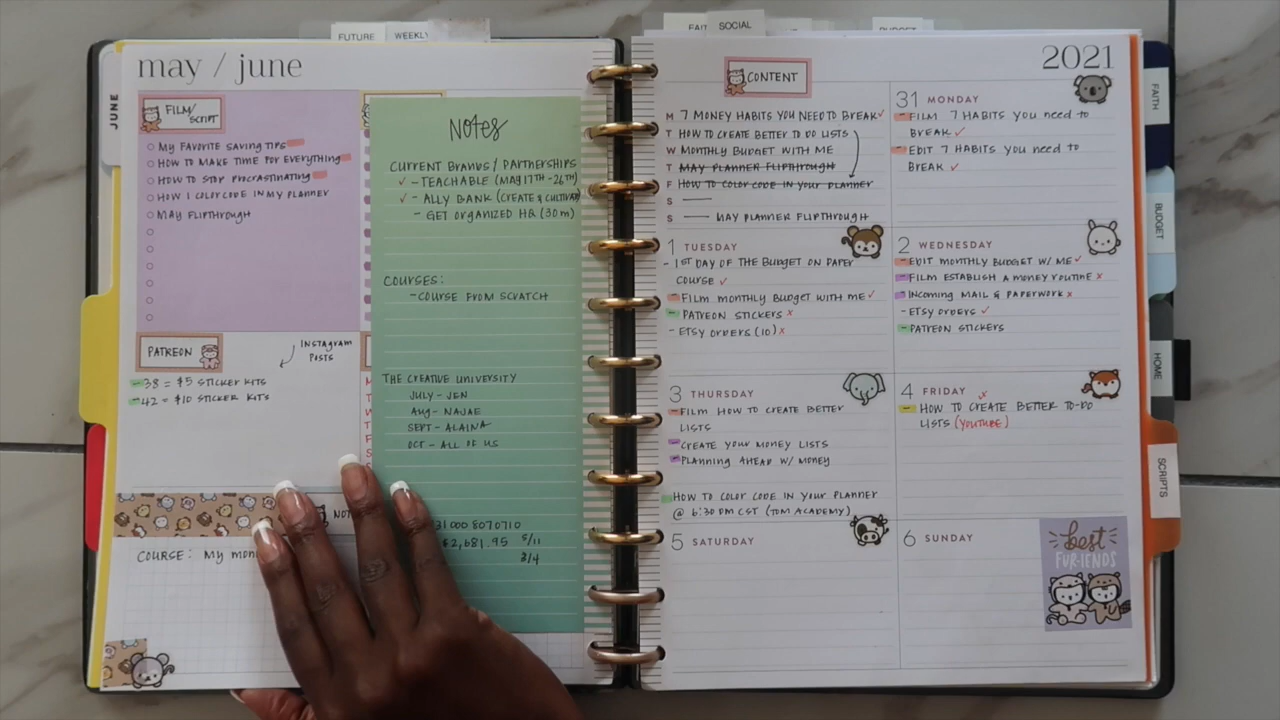 FUTURE
WEEKLY
SOCIAL
BUDGET
may / june
JUNE
FILM/
SCRIPT
MY FAVORITE SAVING TIPS
HOW TO MAKE TIME FOR EVERYTHING
HOW TO STOP PROCRASTINATING
HOW I COLOR CODE IN MY PLANNER
MAY FLIPTHROUGH
PATREON
INSTAGRAM
POSTS
38 = $5 STICKER KITS
42 = $10 STICKER KITS
COURSE: My
Notes
CURRENT BRANDS / PARTNERSHIPS
✓ - TEACHABLE (MAY 17TH - 26TH)
✓ - ALLY BANK (CREATE & CULTIVATE)
- GET ORGANIZED HQ (30m)
COURSES:
- COURSE FROM SCRATCH
THE CREATIVE UNIVERSITY
JULY - JEN
AUG - NAJAE
SEPT - ALAINA
OCT - ALL OF US
31000 8070710
$2,681.95 5/11
3/4
2021
CONTENT
M 7 MONEY HABITS YOU NEED TO BREAK ✓
T HOW TO CREATE BETTER TO DO LISTS
W MONTHLY BUDGET WITH ME
T MAY PLANNER FLIPTHROUGH
F HOW TO COLOR CODE IN YOUR PLANNER
S —
S — MAY PLANNER FLIPTHROUGH
31 MONDAY
- FILM 7 HABITS YOU need to
BREAK ✓
- EDIT 7 HABITS YOU need to
BREAK ✓
1 TUESDAY
- 1ST DAY OF THE BUDGET ON PAPER
COURSE ✓
- FILM MONTHLY BUDGET WITH ME ✓
- PATREON STICKERS x
- ETSY ORDERS (10) x
2 WEDNESDAY
- EDIT MONTHLY BUDGET W/ ME ✓
- FILM ESTABLISH A MONEY ROUTINE x
- INCOMING MAIL & PAPERWORK x
- ETSY ORDERS ✓
- PATREON STICKERS
3 THURSDAY
- FILM HOW TO CREATE BETTER
LISTS
- CREATE YOUR MONEY LISTS
- PLANNING AHEAD W/ MONEY
HOW TO COLOR CODE IN YOUR PLANNER
@ 6:30 PM CST (TDM ACADEMY)
4 FRIDAY
- HOW TO CREATE BETTER TO-DO
LISTS (YOUTUBE)
5 SATURDAY
6 SUNDAY
best
FUR-IENDS
FAITH
BUDGET
HOME
SCRIPTS